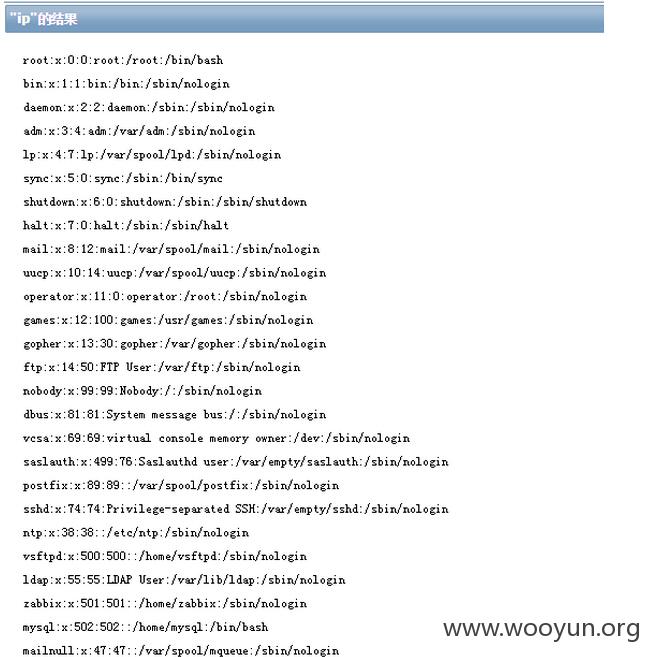 "ip"的结果
root:x:0:0:root:/root:/bin/bash
bin:x:1:1:bin:/bin:/sbin/nologin
daemon:x:2:2:daemon:/sbin:/sbin/nologin
adm:x:3:4:adm:/var/adm:/sbin/nologin
lp:x:4:7:lp:/var/spool/lpd:/sbin/nologin
sync:x:5:0:sync:/sbin:/bin/sync
shutdown:x:6:0:shutdown:/sbin:/sbin/shutdown
halt:x:7:0:halt:/sbin:/sbin/halt
mail:x:8:12:mail:/var/spool/mail:/sbin/nologin
uucp:x:10:14:uucp:/var/spool/uucp:/sbin/nologin
operator:x:11:0:operator:/root:/sbin/nologin
games:x:12:100:games:/usr/games:/sbin/nologin
gopher:x:13:30:gopher:/var/gopher:/sbin/nologin
ftp:x:14:50:FTP User:/var/ftp:/sbin/nologin
nobody:x:99:99:Nobody:/:/sbin/nologin
dbus:x:81:81:System message bus:/:/sbin/nologin
vcsa:x:69:69:virtual console memory owner:/dev:/sbin/nologin
saslauth:x:499:76:Saslauthd user:/var/empty/saslauth:/sbin/nologin
postfix:x:89:89::/var/spool/postfix:/sbin/nologin
sshd:x:74:74:Privilege-separated SSH:/var/empty/sshd:/sbin/nologin
ntp:x:38:38::/etc/ntp:/sbin/nologin
vsftpd:x:500:500::/home/vsftpd:/sbin/nologin
ldap:x:55:55:LDAP User:/var/lib/ldap:/sbin/nologin
zabbix:x:501:501::/home/zabbix:/sbin/nologin
mysql:x:502:502::/home/mysql:/bin/bash
www.wooyun.org
mailnull:x:47:47::/var/spool/mqueue:/sbin/nologin